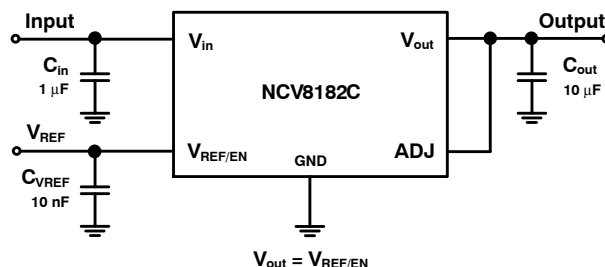 Input
Output
Vin
Vout
Cin
1 μF
Cout
10 μF
NCV8182C
VREF
VREF/EN
GND
ADJ
CVREF
10 nF
Vout = VREF/EN